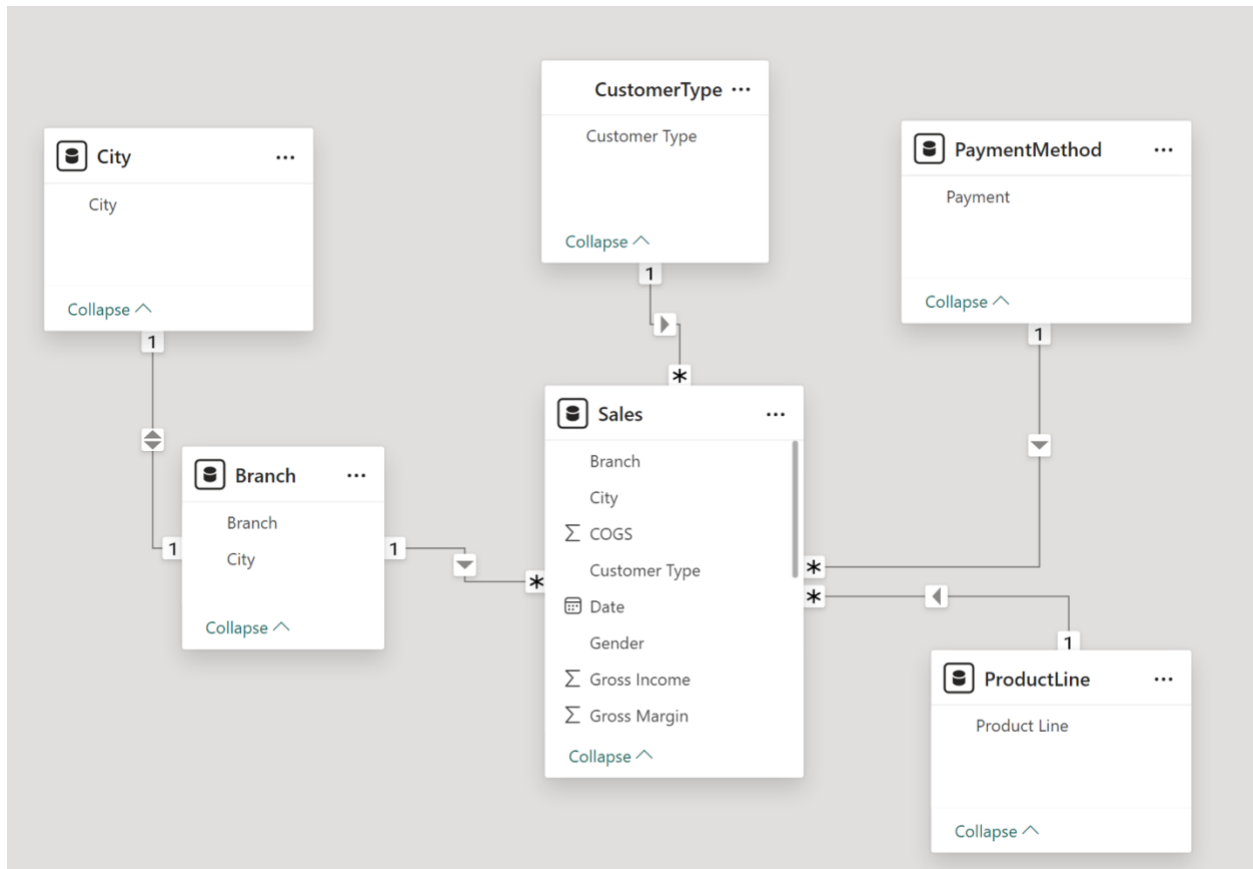 CustomerType ...
Customer Type
Collapse
City ...
City
Collapse
1
PaymentMethod ...
Payment
Collapse
1
1
*
Branch ...
Branch
City
Collapse
1
1
*
Sales ...
Branch
City
Σ COGS
Customer Type
Date
Gender
Σ Gross Income
Σ Gross Margin
Collapse
*
*
1
ProductLine ...
Product Line
Collapse